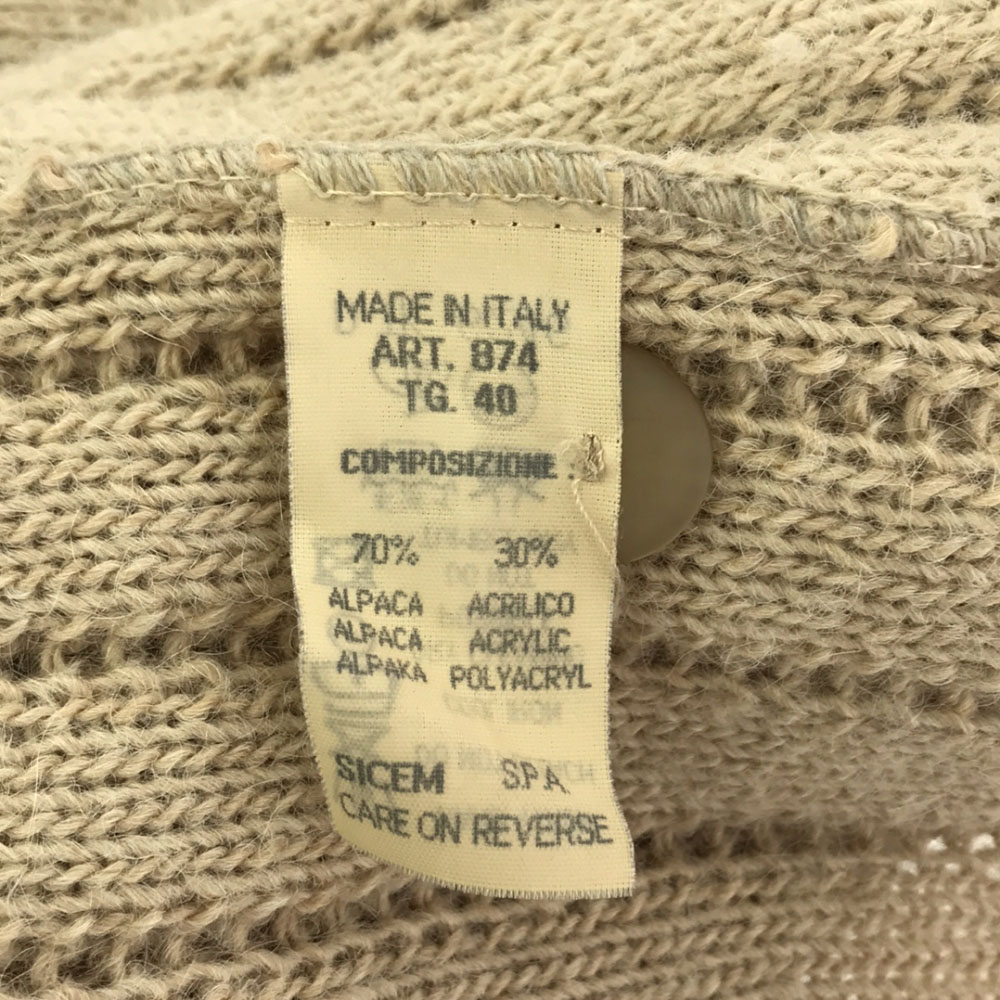 MADE IN ITALY
ART. 874
TG. 40
COMPOSIZIONE :
70% 30%
ALPACA ACRILICO
ALPACA ACRYLIC
ALPAKA POLYACRYL
SICEM S.P.A
CARE ON REVERSE